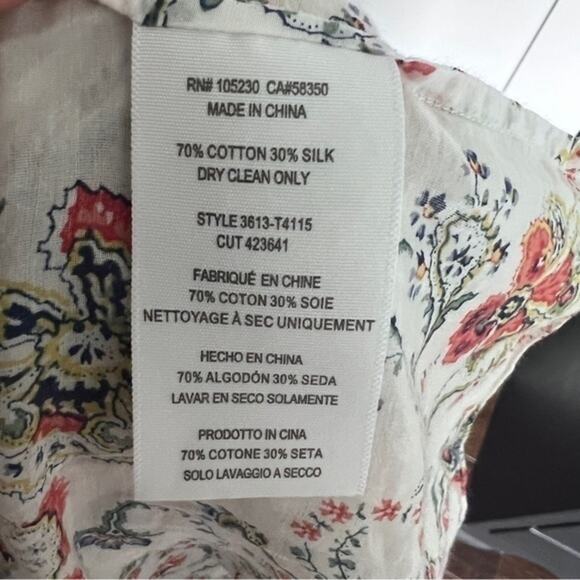 RN# 105230 CA#58350
MADE IN CHINA
70% COTTON 30% SILK
DRY CLEAN ONLY
STYLE 3613-T4115
CUT 423641
FABRIQUÉ EN CHINE
70% COTON 30% SOIE
NETTOYAGE À SEC UNIQUEMENT
HECHO EN CHINA
70% ALGODÓN 30% SEDA
LAVAR EN SECO SOLAMENTE
PRODOTTO IN CINA
70% COTONE 30% SETA
SOLO LAVAGGIO A SECCO